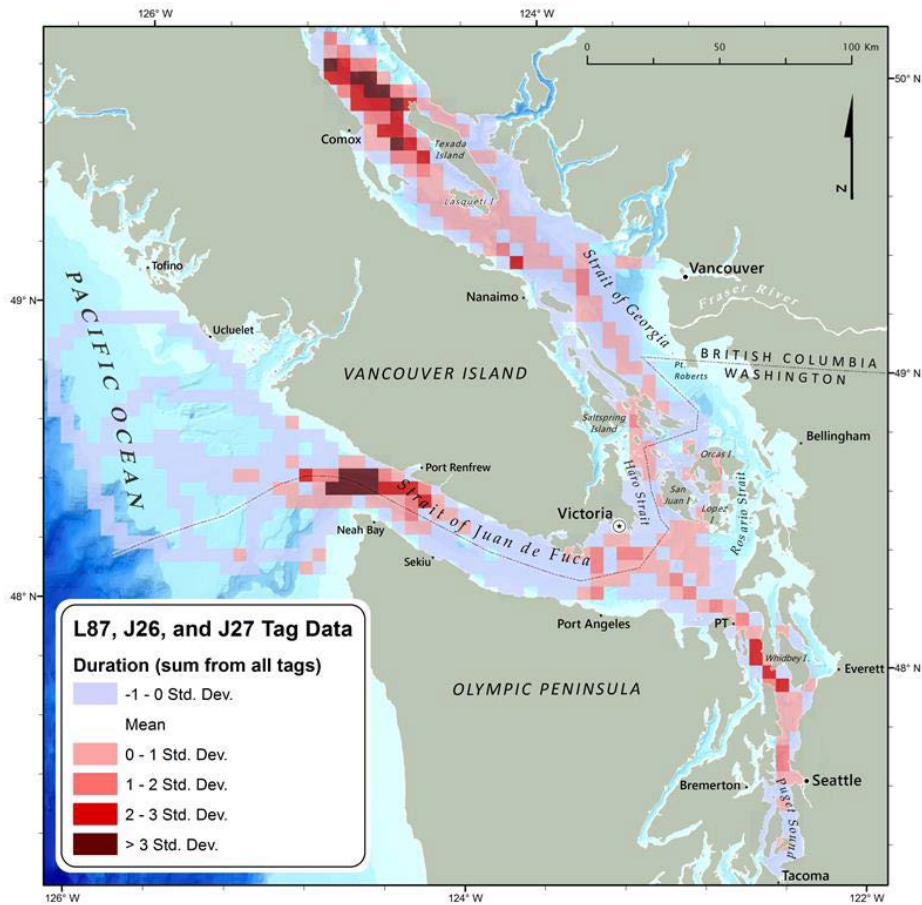 126° W
124° W
0
50
100 Km
50° N
N
Comox
Texada
Island
Lasqueti I
Tofino
Strait of Georgia
Vancouver
Fraser River
Nanaimo
49° N
Ucluelet
PACIFIC OCEAN
VANCOUVER ISLAND
BRITISH COLUMBIA
WASHINGTON
49° N
Pt.
Roberts
Saltspring
Island
Bellingham
Orcas I
Port Renfrew
Haro Strait
San
Juan I
Lopez
I
Rosario Strait
Victoria
Strait of Juan de Fuca
Neah Bay
Sekiu
48° N
Port Angeles
PT
Whidbey I.
48° N
Everett
OLYMPIC PENINSULA
Bremerton
Seattle
Puget Sound
Tacoma
L87, J26, and J27 Tag Data
Duration (sum from all tags)
-1 - 0 Std. Dev.
Mean
0 - 1 Std. Dev.
1 - 2 Std. Dev.
2 - 3 Std. Dev.
> 3 Std. Dev.
126° W
124° W
122° W